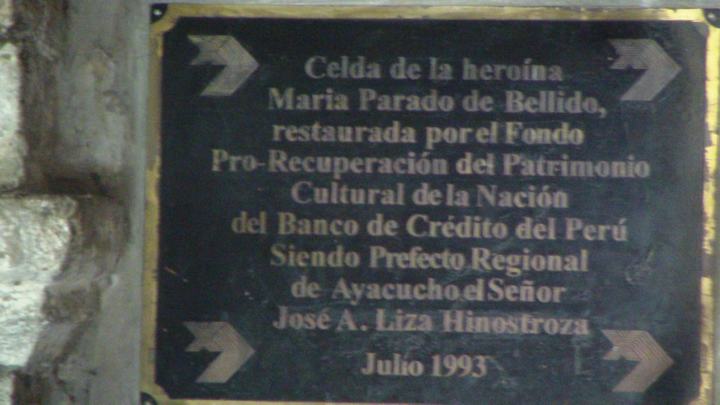 Celda de la heroína
Maria Parado de Bellido,
restaurada por el Fondo
Pro-Recuperación del Patrimonio
Cultural de la Nación
del Banco de Crédito del Perú
Siendo Prefecto Regional
de Ayacucho el Señor
José A. Liza Hinostroza
Julio 1993